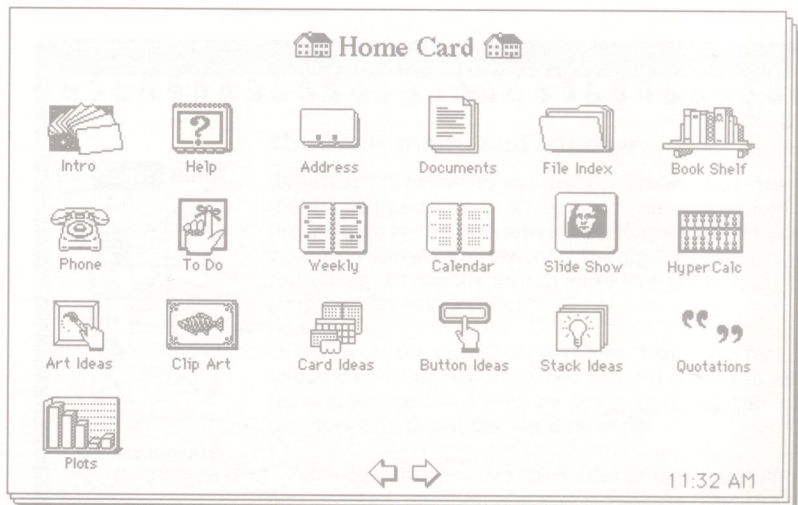 Home Card
Intro Help Address Documents File Index Book Shelf
Phone To Do Weekly Calendar Slide Show HyperCalc
Art Ideas Clip Art Card Ideas Button Ideas Stack Ideas Quotations
Plots
11:32 AM